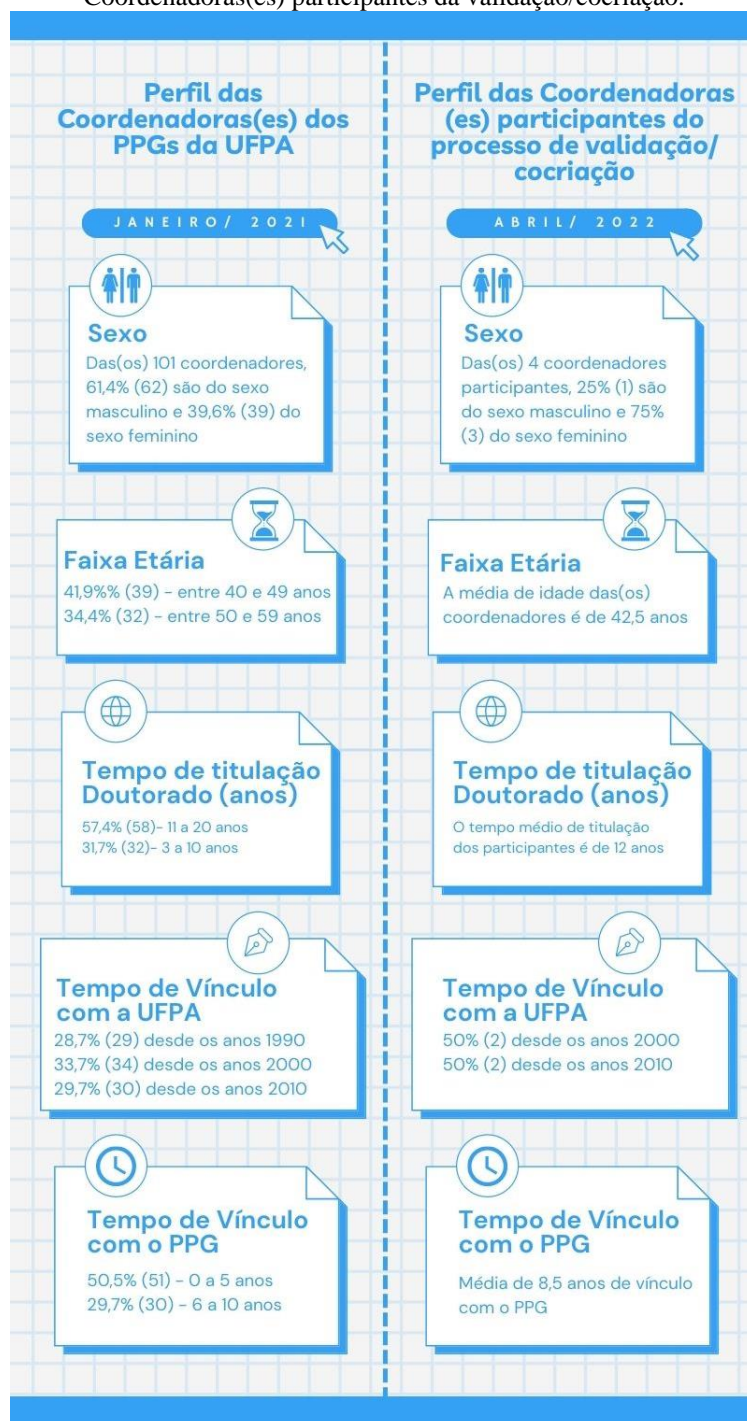 Coordenadoras(es) participantes da validação/cocriação.
Perfil das
Coordenadoras(es) dos
PPGs da UFPA
JANEIRO/ 2021
Sexo
Das(os) 101 coordenadores,
61,4% (62) são do sexo
masculino e 39,6% (39) do
sexo feminino
Faixa Etária
41,9%% (39) - entre 40 e 49 anos
34,4% (32) - entre 50 e 59 anos
Tempo de titulação
Doutorado (anos)
57,4% (58)- 11 a 20 anos
31,7% (32)- 3 a 10 anos
Tempo de Vínculo
com a UFPA
28,7% (29) desde os anos 1990
33,7% (34) desde os anos 2000
29,7% (30) desde os anos 2010
Tempo de Vínculo
com o PPG
50,5% (51) - 0 a 5 anos
29,7% (30) - 6 a 10 anos
Perfil das Coordenadoras
(es) participantes do
processo de validação/
cocriação
ABRIL/ 2022
Sexo
Das(os) 4 coordenadores
participantes, 25% (1) são
do sexo masculino e 75%
(3) do sexo feminino
Faixa Etária
A média de idade das(os)
coordenadores é de 42,5 anos
Tempo de titulação
Doutorado (anos)
O tempo médio de titulação
dos participantes é de 12 anos
Tempo de Vínculo
com a UFPA
50% (2) desde os anos 2000
50% (2) desde os anos 2010
Tempo de Vínculo
com o PPG
Média de 8,5 anos de vínculo
com o PPG